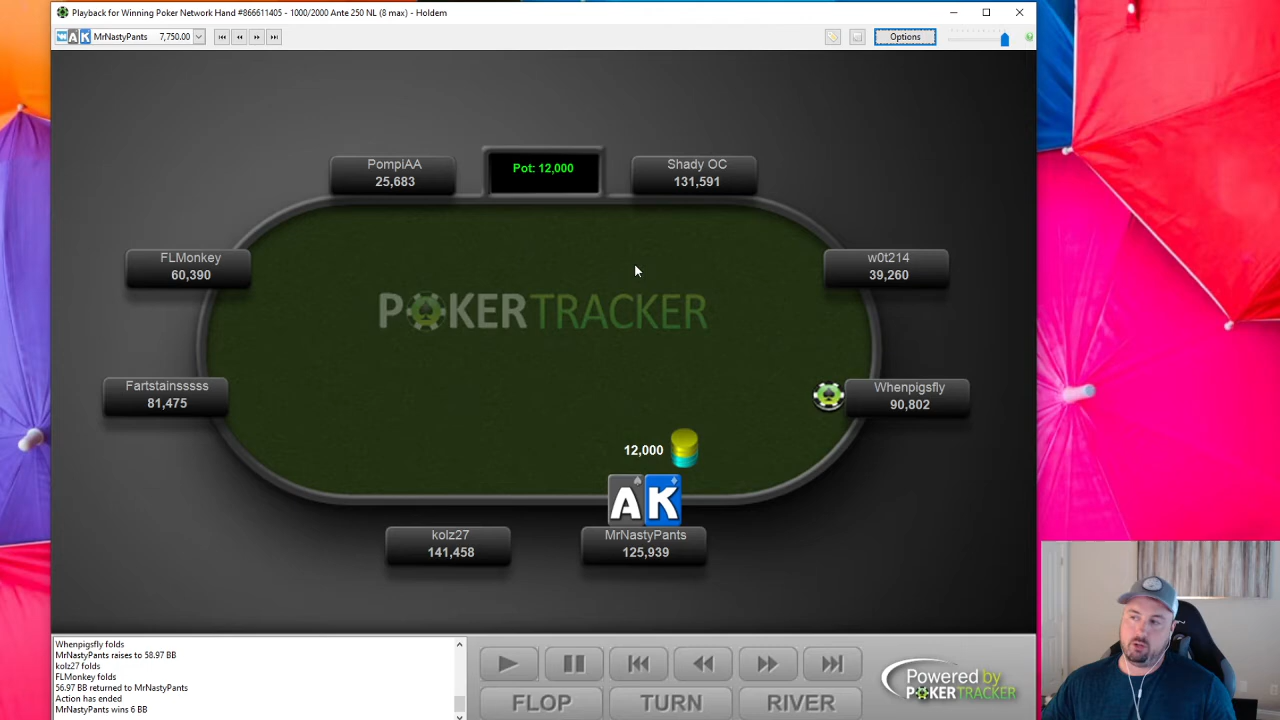 Playback for Winning Poker Network Hand #866611405 - 1000/2000 Ante 250 NL (8 max) - Holdem
A K MrNastyPants 7,750.00
Options
PompiAA
25,683
Pot: 12,000
Shady OC
131,591
FLMonkey
60,390
w0t214
39,260
POKERTRACKER
Fartstainsssss
81,475
Whenpigsfly
90,802
12,000
A K
kolz27
141,458
MrNastyPants
125,939
Whenpigsfly folds
MrNastyPants raises to 58.97 BB
kolz27 folds
FLMonkey folds
56.97 BB returned to MrNastyPants
Action has ended
MrNastyPants wins 6 BB
FLOP
TURN
RIVER
Powered by
POKERTRACKER